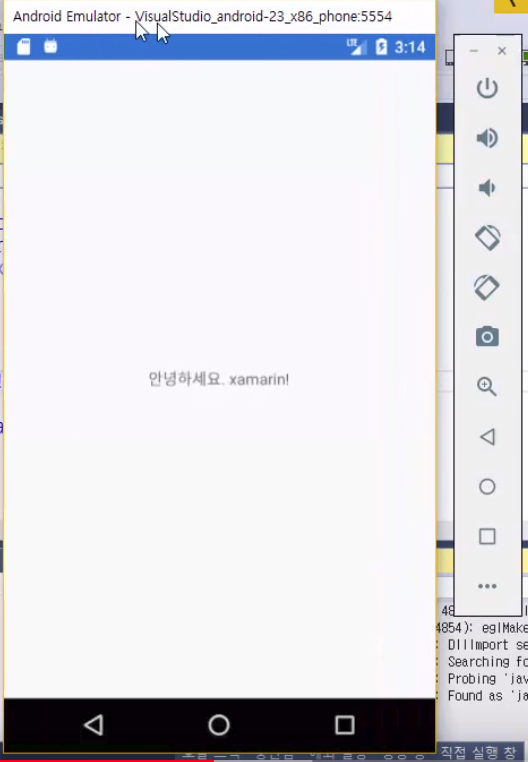 Android Emulator - VisualStudio_android-23_x86_phone:5554
LTE 3:14
안녕하세요. xamarin!
48
4854): eglMake
: DllImport se
: Searching fo
: Probing 'jav
: Found as 'ja
직접 실행 창